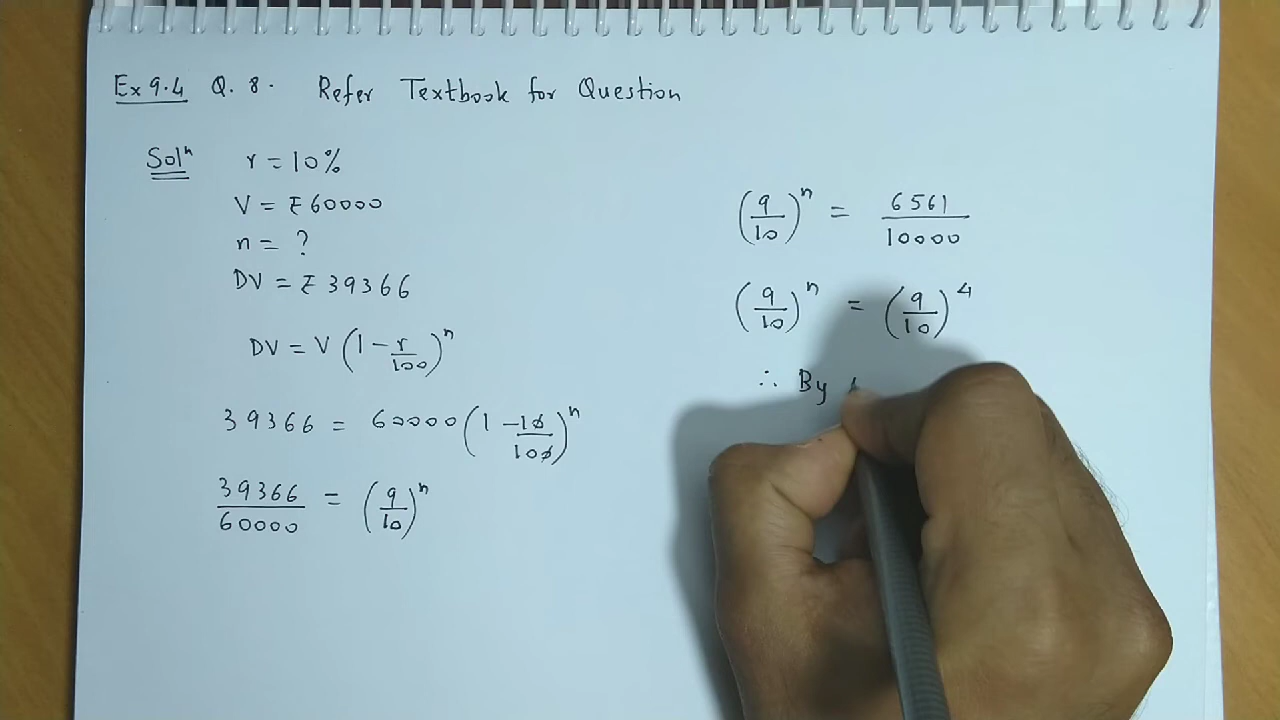 Ex 9.4 Q. 8. Refer Textbook for Question
Solⁿ r = 10%
V = ₹ 60000
n = ?
DV = ₹ 39366
DV = V (1 - r/100)ⁿ
39366 = 60000 (1 - 10/100)ⁿ
39366/60000 = (9/10)ⁿ
(9/10)ⁿ = 6561/10000
(9/10)ⁿ = (9/10)⁴
∴ By